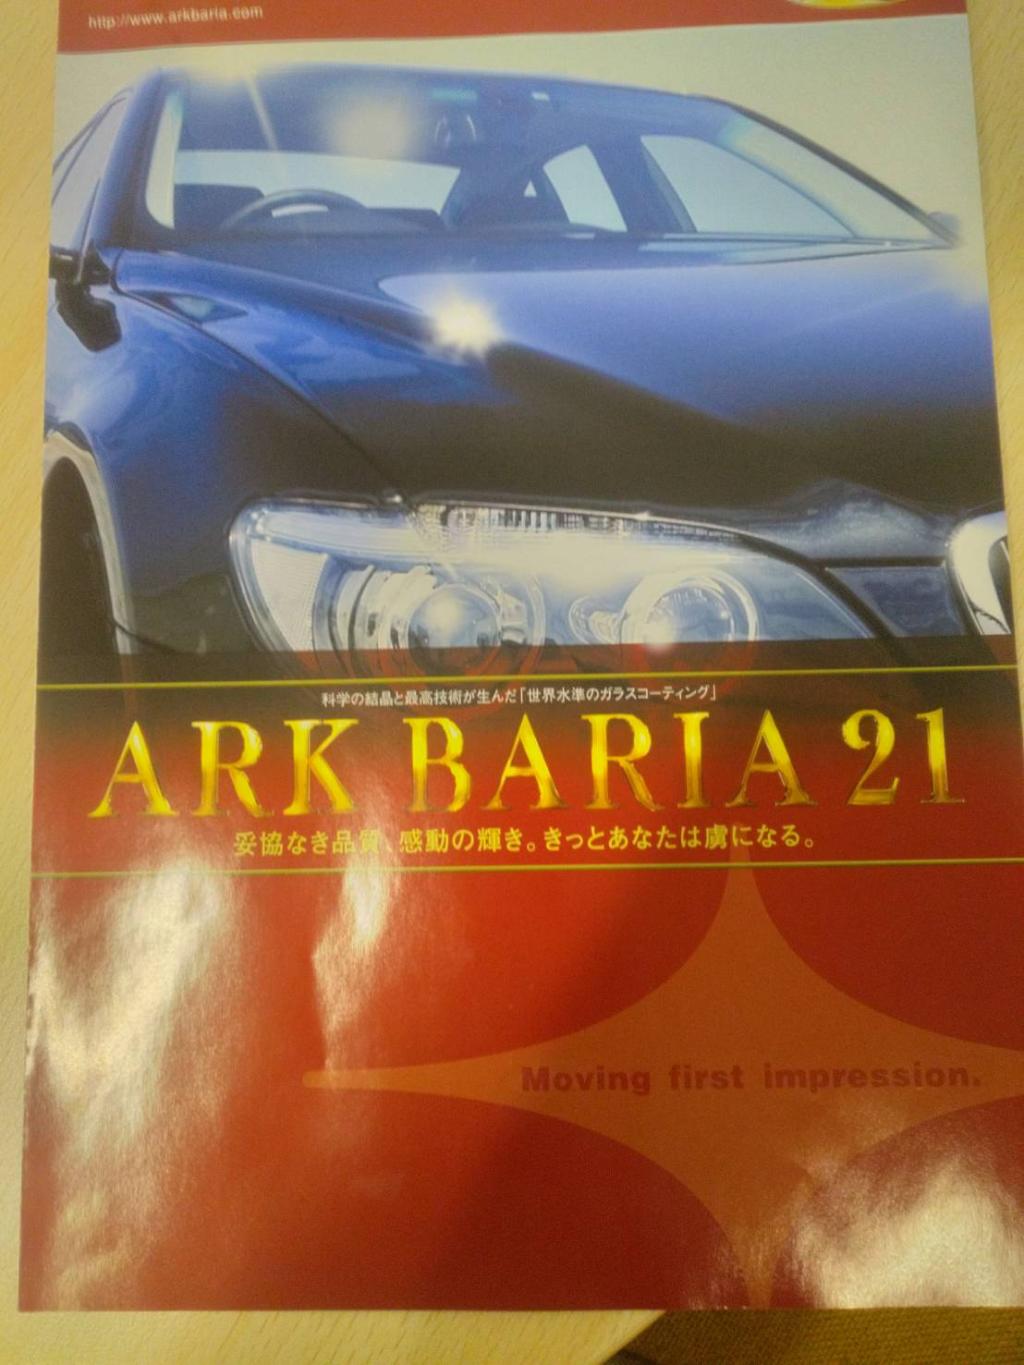 http://www.arkbaria.com
科学の結晶と最高技術が生んだ「世界水準のガラスコーティング」
ARK BARIA 21
妥協なき品質、感動の輝き。きっとあなたは虜になる。
Moving first impression.